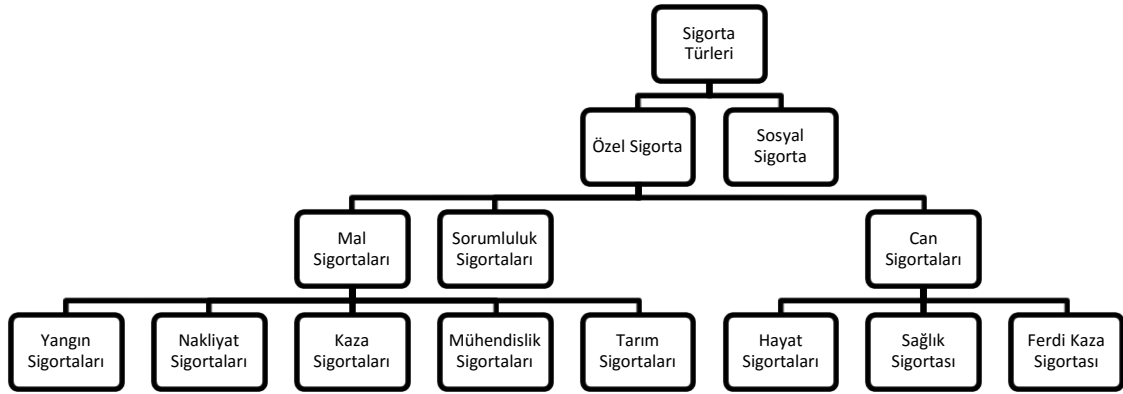 Sigorta
Türleri
Özel Sigorta
Sosyal
Sigorta
Mal
Sigortaları
Sorumluluk
Sigortaları
Can
Sigortaları
Yangın
Sigortaları
Nakliyat
Sigortaları
Kaza
Sigortaları
Mühendislik
Sigortaları
Tarım
Sigortaları
Hayat
Sigortaları
Sağlık
Sigortası
Ferdi Kaza
Sigortası